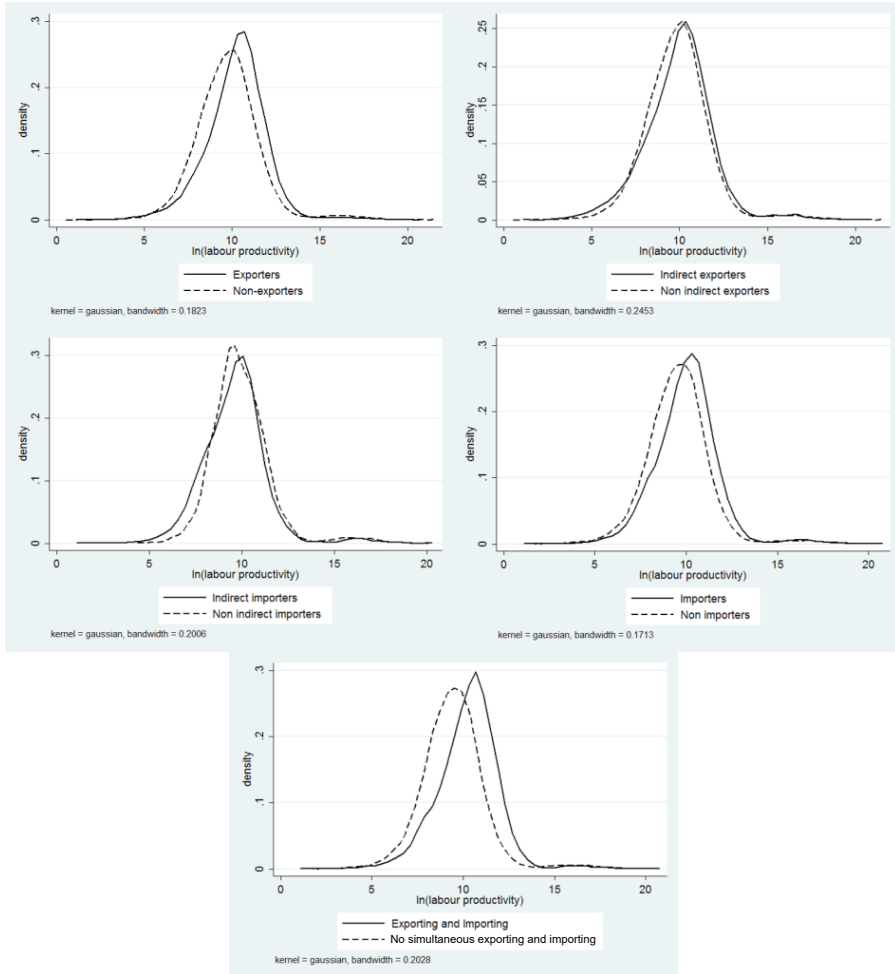 .3
.2
.1
0
density
0 5 10 15 20
ln(labour productivity)
Exporters
Non-exporters
kernel = gaussian, bandwidth = 0.1823
.25
.2
.15
.1
.05
0
density
0 5 10 15 20
ln(labour productivity)
Indirect exporters
Non indirect exporters
kernel = gaussian, bandwidth = 0.2453
.3
.2
.1
0
density
0 5 10 15 20
ln(labour productivity)
Indirect importers
Non indirect importers
kernel = gaussian, bandwidth = 0.2006
.3
.2
.1
0
density
0 5 10 15 20
ln(labour productivity)
Importers
Non importers
kernel = gaussian, bandwidth = 0.1713
.3
.2
.1
0
density
0 5 10 15 20
ln(labour productivity)
Exporting and Importing
No simultaneous exporting and importing
kernel = gaussian, bandwidth = 0.2028